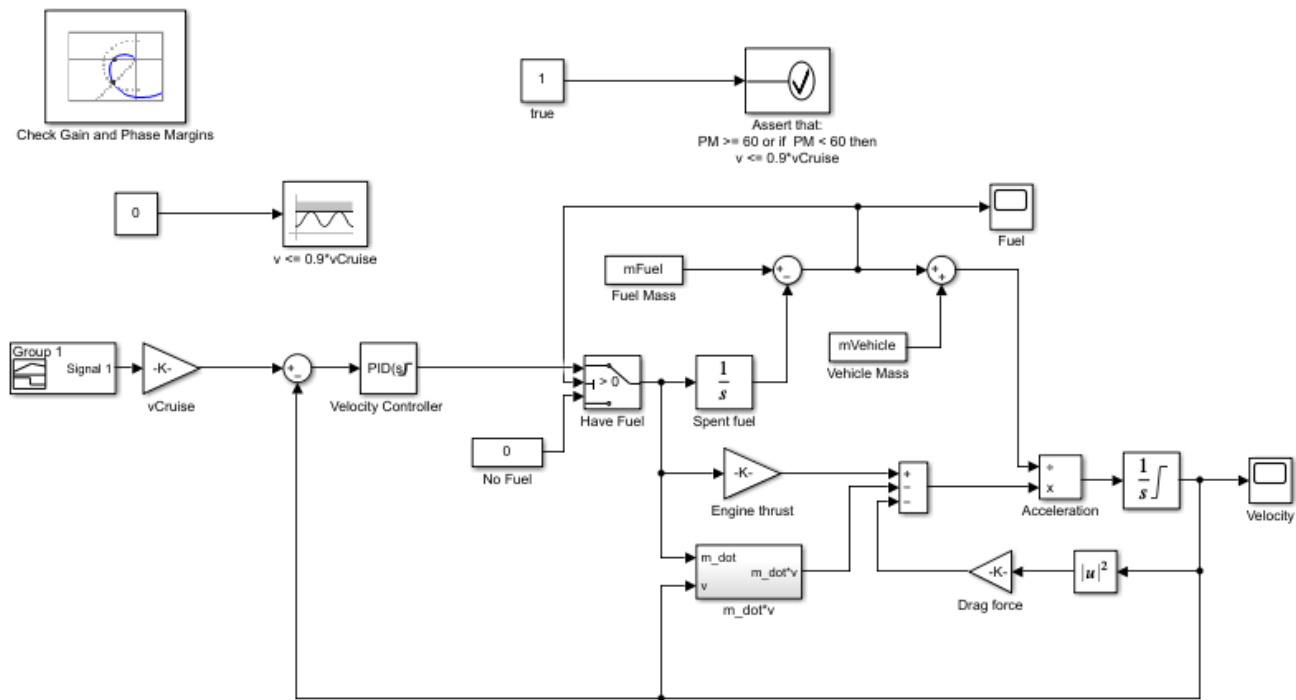 Check Gain and Phase Margins
1
true
Assert that:
PM >= 60 or if PM < 60 then
v <= 0.9*vCruise
0
v <= 0.9*vCruise
Fuel
mFuel
Fuel Mass
+
−
+
+
mVehicle
Vehicle Mass
Group 1
Signal 1
-K-
vCruise
+
−
PID(s)
Velocity Controller
> 0
Have Fuel
1
s
Spent fuel
0
No Fuel
-K-
Engine thrust
+
−
−
÷
x
Acceleration
1
s
Velocity
m_dot
v
m_dot*v
m_dot*v
-K-
Drag force
|u|²